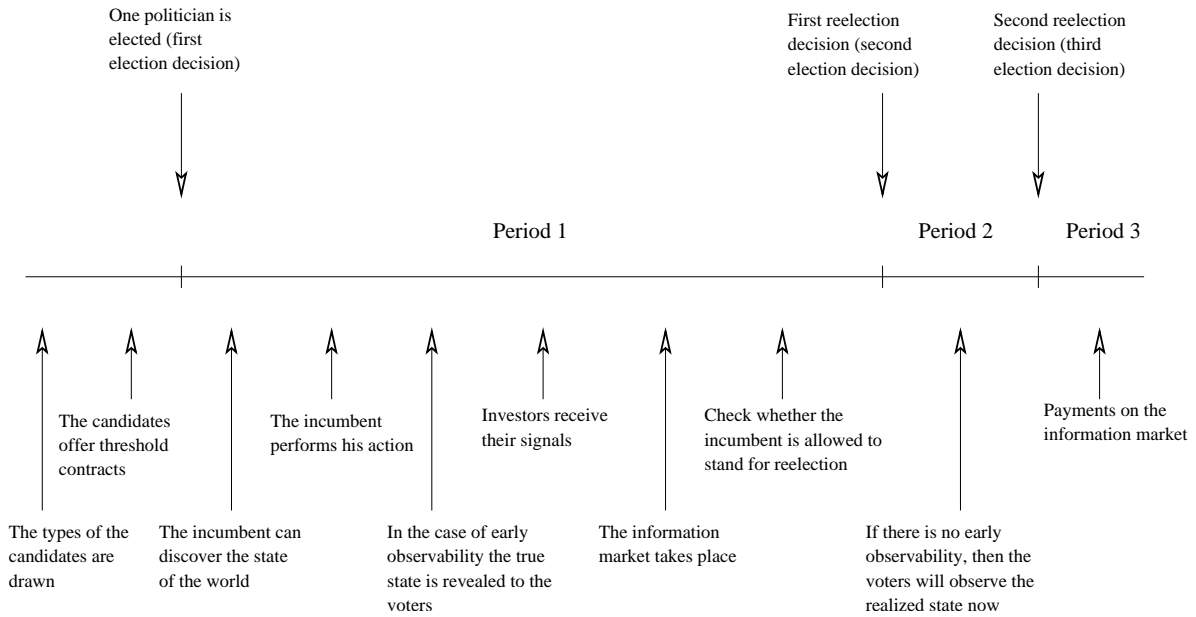 One politician is
elected (first
election decision)
First reelection
decision (second
election decision)
Second reelection
decision (third
election decision)
Period 1
Period 2
Period 3
The candidates
offer threshold
contracts
The incumbent
performs his action
Investors receive
their signals
Check whether the
incumbent is allowed to
stand for reelection
Payments on the
information market
The types of the
candidates are
drawn
The incumbent can
discover the state
of the world
In the case of early
observability the true
state is revealed to the
voters
The information
market takes place
If there is no early
observability, then the
voters will observe the
realized state now